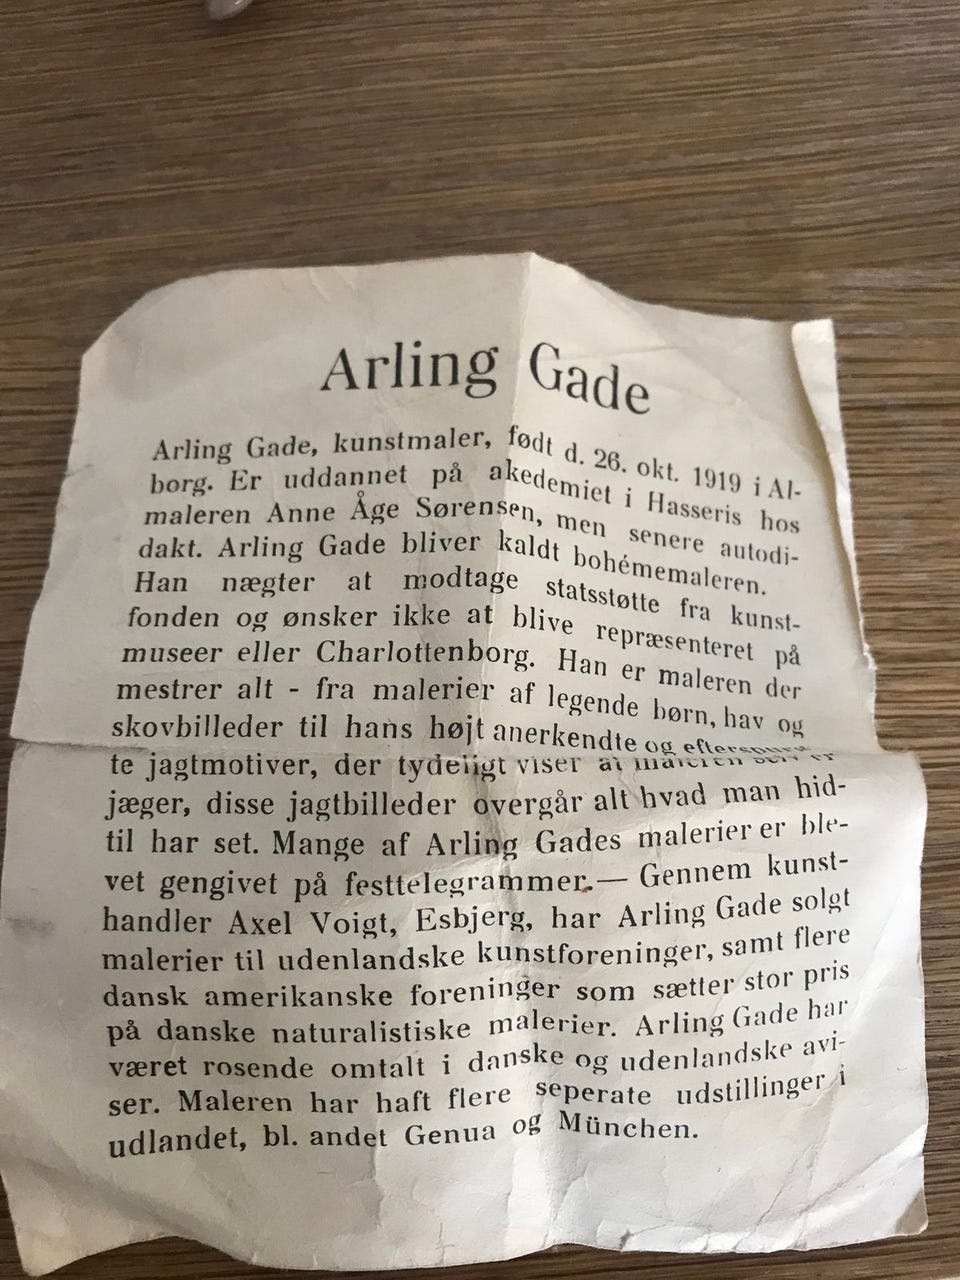 Arling Gade
Arling Gade, kunstmaler, født d. 26. okt. 1919 i Al-
borg. Er uddannet på akedemiet i Hasseris hos
maleren Anne Åge Sørensen, men senere autodi-
dakt. Arling Gade bliver kaldt bohémemaleren.
Han nægter at modtage statsstøtte fra kunst-
fonden og ønsker ikke at blive repræsenteret på
museer eller Charlottenborg. Han er maleren der
mestrer alt - fra malerier af legende børn, hav og
skovbilleder til hans højt anerkendte og efterspurg-
te jagtmotiver, der tydeligt viser at maleren selv er
jæger, disse jagtbilleder overgår alt hvad man hid-
til har set. Mange af Arling Gades malerier er ble-
vet gengivet på festtelegrammer.— Gennem kunst-
handler Axel Voigt, Esbjerg, har Arling Gade solgt
malerier til udenlandske kunstforeninger, samt flere
dansk amerikanske foreninger som sætter stor pris
på danske naturalistiske malerier. Arling Gade har
været rosende omtalt i danske og udenlandske avi-
ser. Maleren har haft flere seperate udstillinger i
udlandet, bl. andet Genua og München.